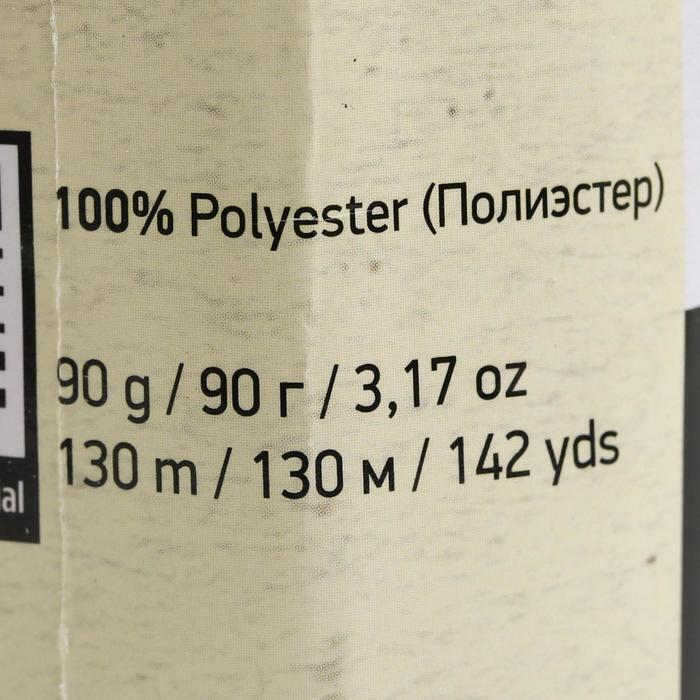 100% Polyester (Полиэстер)
90 g / 90 г / 3,17 oz
130 m / 130 м / 142 yds